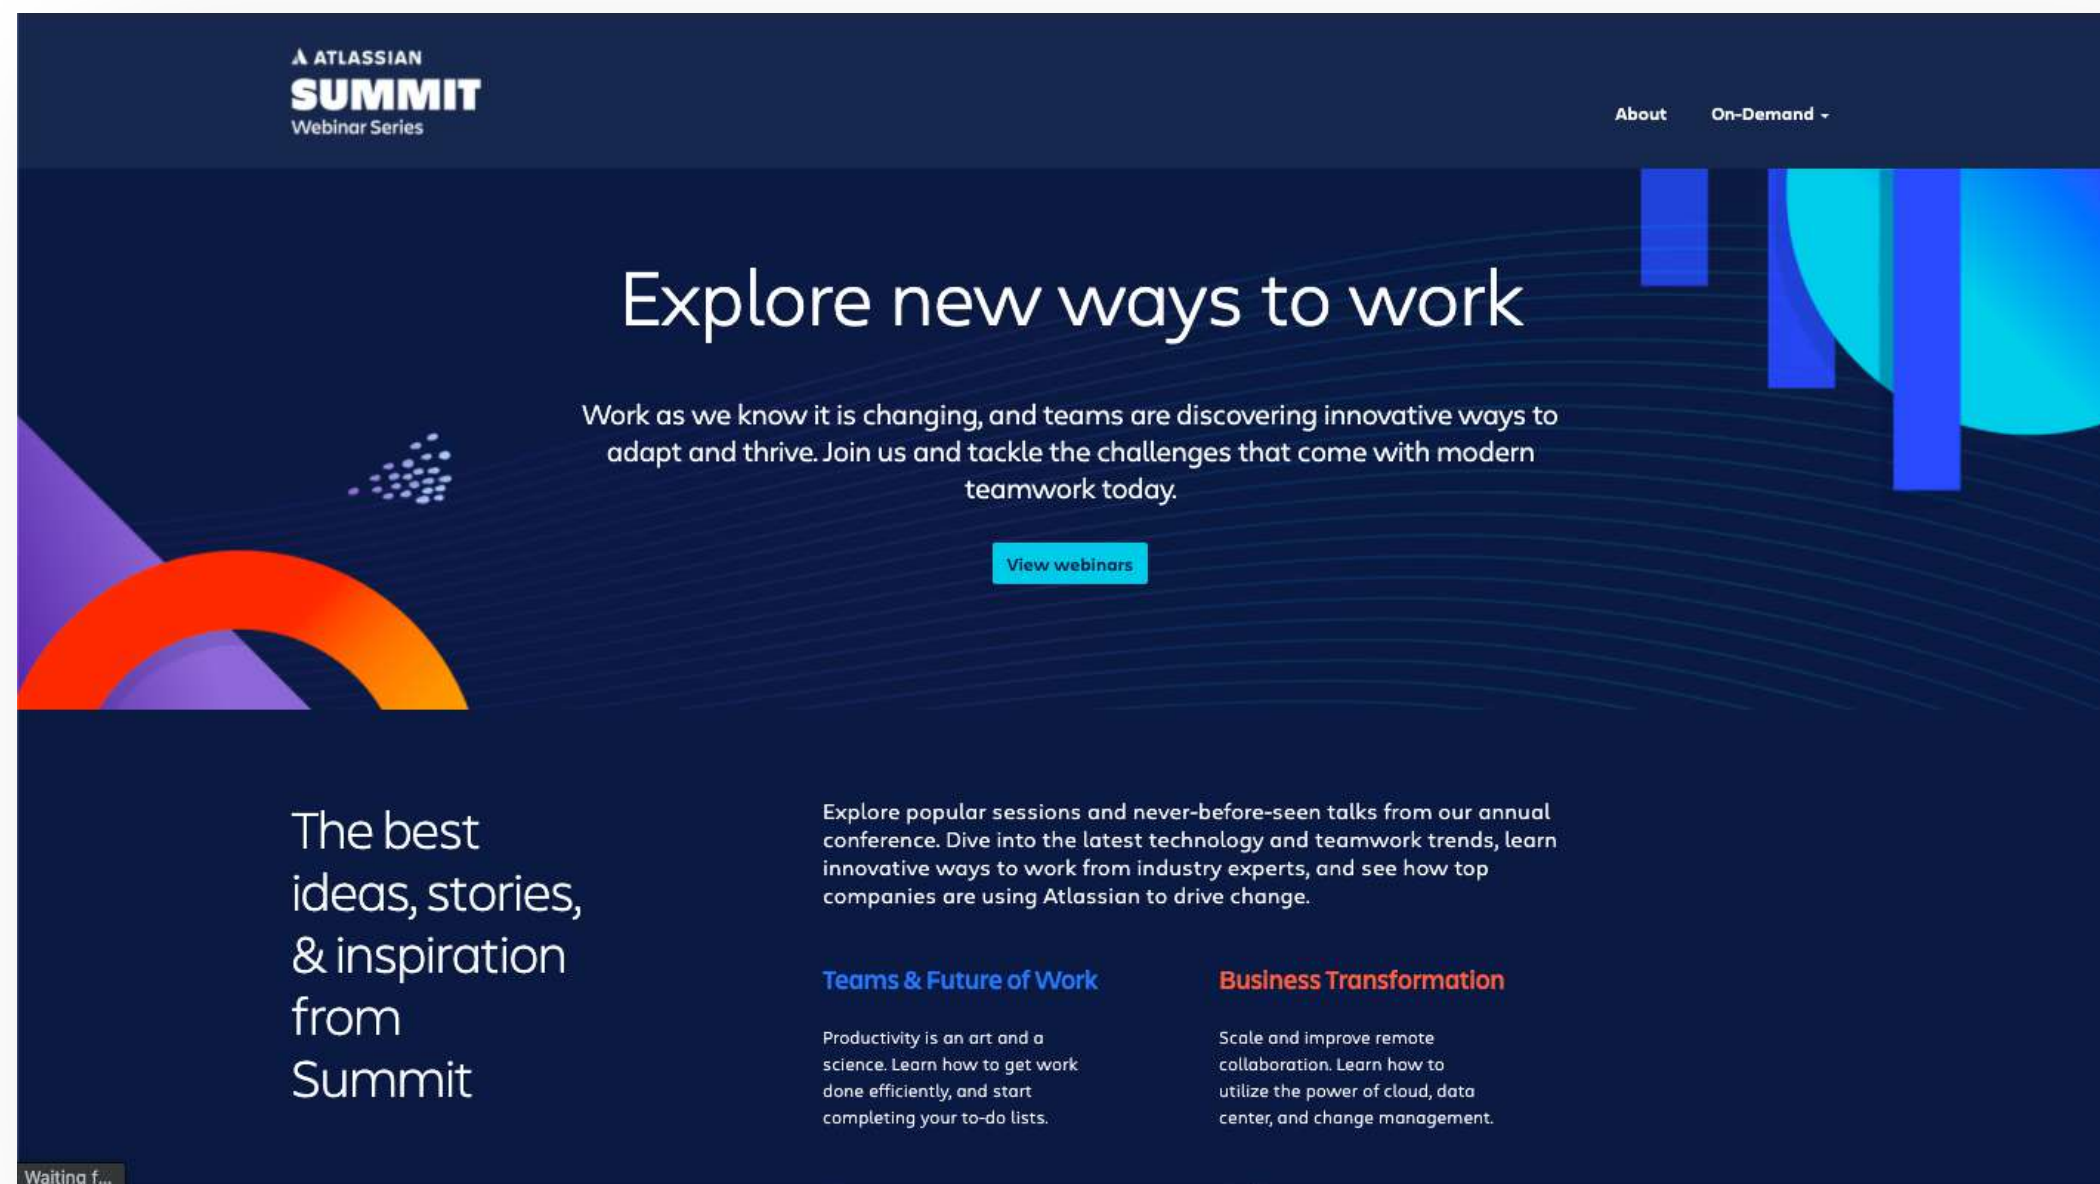 ATLASSIAN
SUMMIT
Webinar Series
About On-Demand
Explore new ways to work
Work as we know it is changing, and teams are discovering innovative ways to
adapt and thrive. Join us and tackle the challenges that come with modern
teamwork today.
View webinars
The best
ideas, stories,
& inspiration
from
Summit
Explore popular sessions and never-before-seen talks from our annual
conference. Dive into the latest technology and teamwork trends, learn
innovative ways to work from industry experts, and see how top
companies are using Atlassian to drive change.
Teams & Future of Work
Productivity is an art and a
science. Learn how to get work
done efficiently, and start
completing your to-do lists.
Business Transformation
Scale and improve remote
collaboration. Learn how to
utilize the power of cloud, data
center, and change management.
Waiting f...